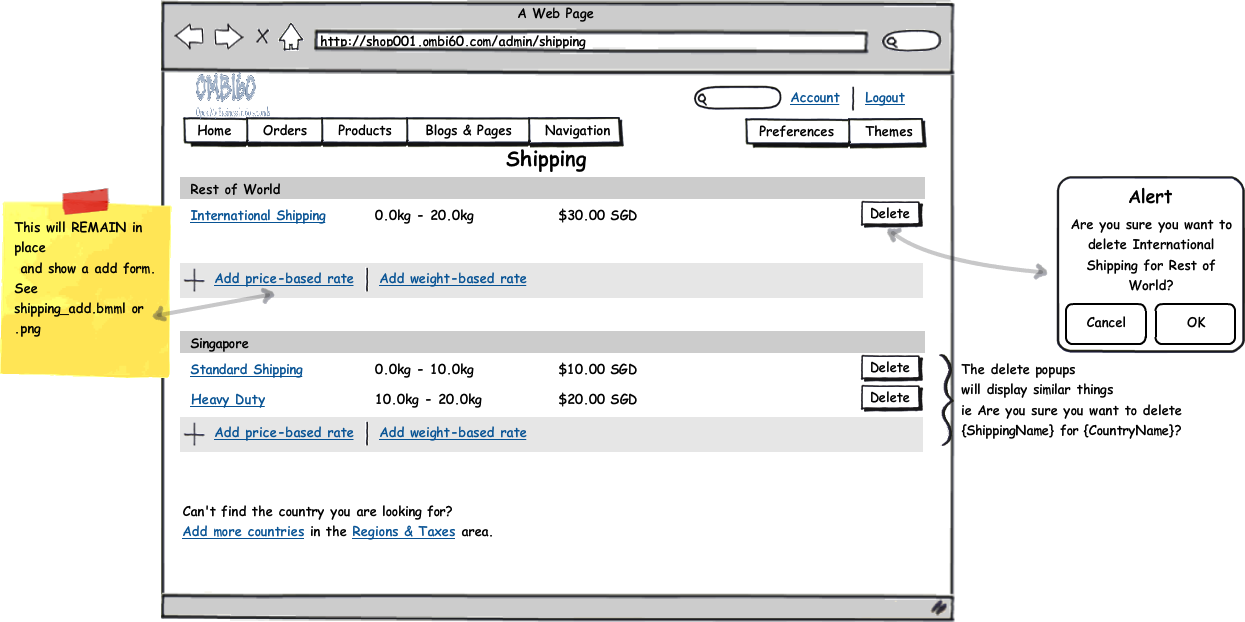 A Web Page
http://shop001.ombi60.com/admin/shipping
OMBI60
Account Logout
Home Orders Products Blogs & Pages Navigation Preferences Themes
Shipping
Rest of World
International Shipping 0.0kg - 20.0kg $30.00 SGD Delete
Add price-based rate Add weight-based rate
Singapore
Standard Shipping 0.0kg - 10.0kg $10.00 SGD Delete
Heavy Duty 10.0kg - 20.0kg $20.00 SGD Delete
Add price-based rate Add weight-based rate
Can't find the country you are looking for?
Add more countries in the Regions & Taxes area.
This will REMAIN in
place
and show a add form.
See
shipping_add.bmml or
.png
Alert
Are you sure you want to
delete International
Shipping for Rest of
World?
Cancel OK
The delete popups
will display similar things
ie Are you sure you want to delete
{ShippingName} for {CountryName}?